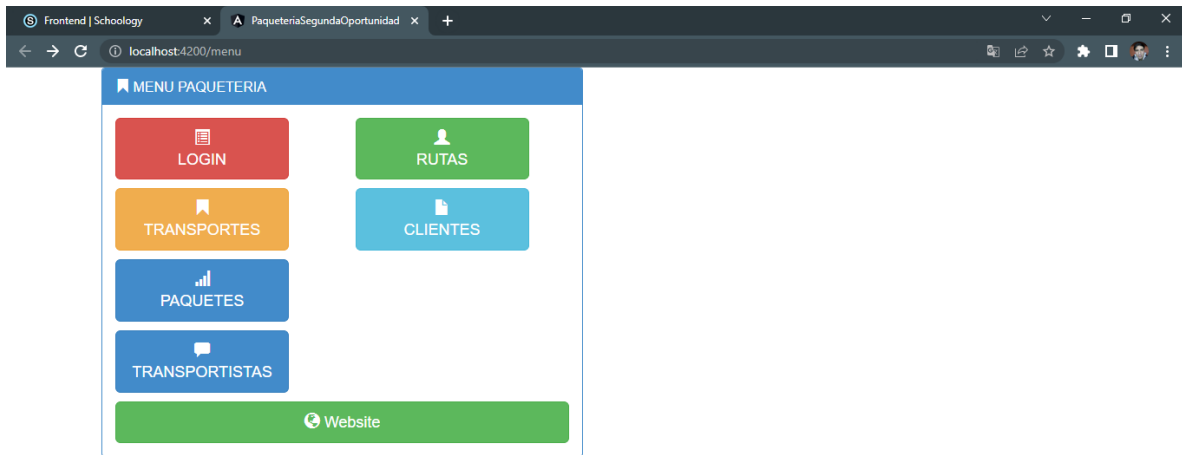 Frontend | Schoology
PaqueteriaSegundaOportunidad
localhost:4200/menu
MENU PAQUETERIA
LOGIN
RUTAS
TRANSPORTES
CLIENTES
PAQUETES
TRANSPORTISTAS
Website